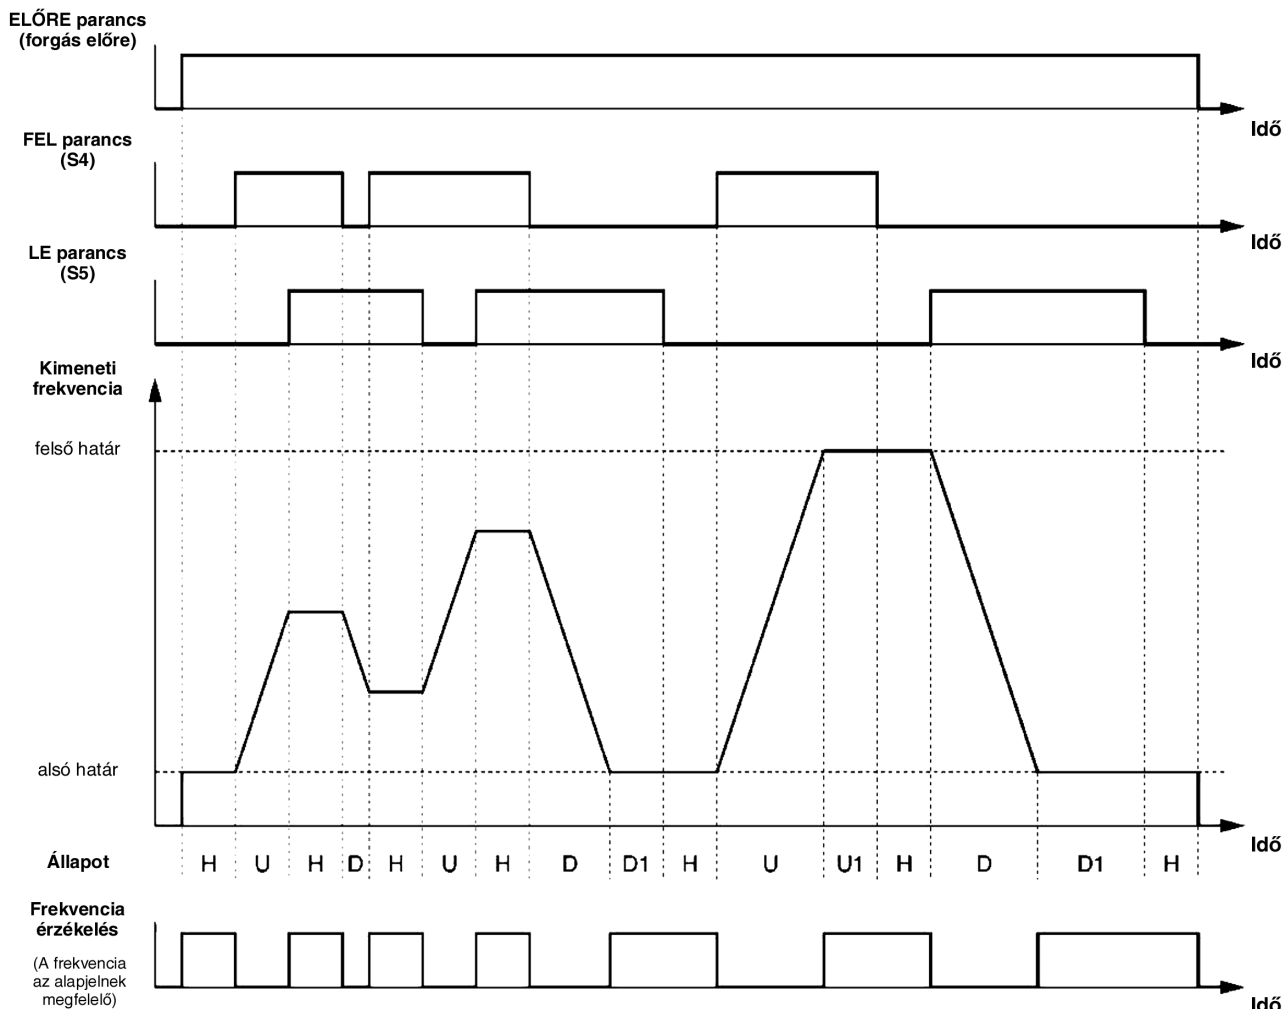 ELŐRE parancs
(forgás előre)
Idő
FEL parancs
(S4)
Idő
LE parancs
(S5)
Idő
Kimeneti
frekvencia
felső határ
alsó határ
Idő
Állapot
H U H D H U H D D1 H U U1 H D D1 H
Frekvencia
érzékelés
(A frekvencia
az alapjelnek
megfelelő)
Idő